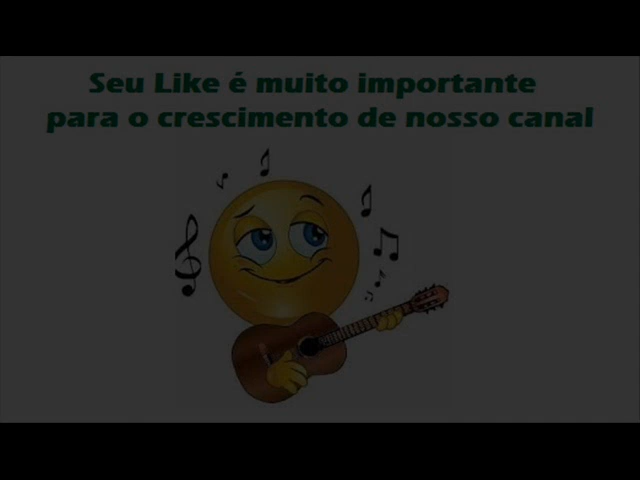 Seu Like é muito importante
para o crescimento de nosso canal